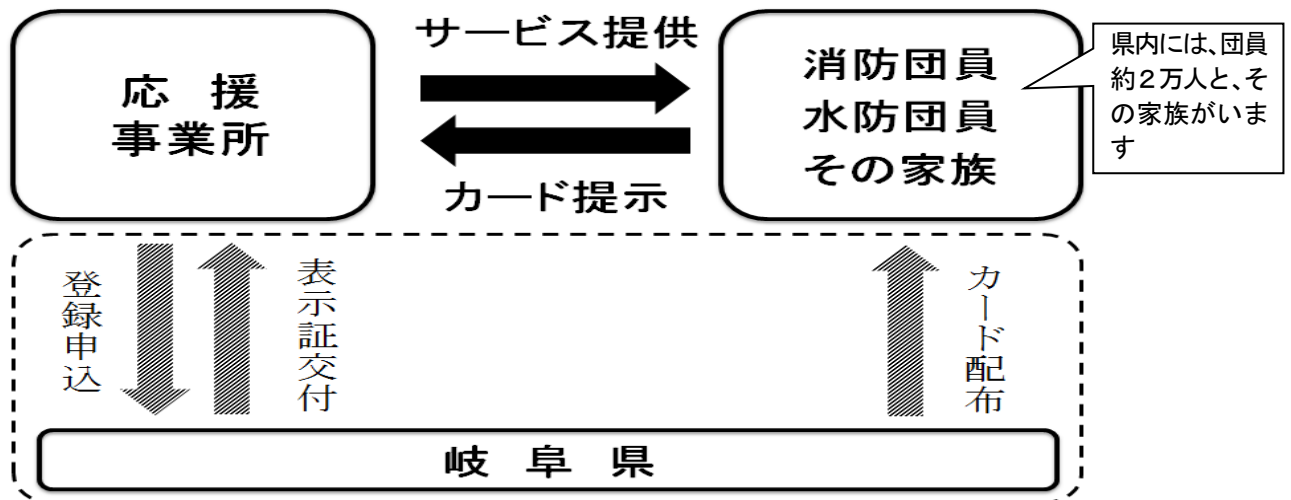 応　援
事業所
サービス提供
カード提示
消防団員
水防団員
その家族
県内には、団員
約２万人と、そ
の家族がいま
す
登録申込
表示証交付
カード配布
岐　阜　県